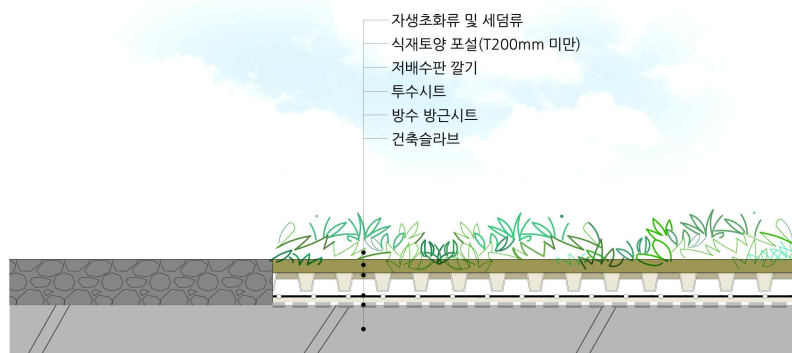 자생초화류 및 세덤류
식재토양 포설(T200mm 미만)
저배수판 깔기
투수시트
방수 방근시트
건축슬라브